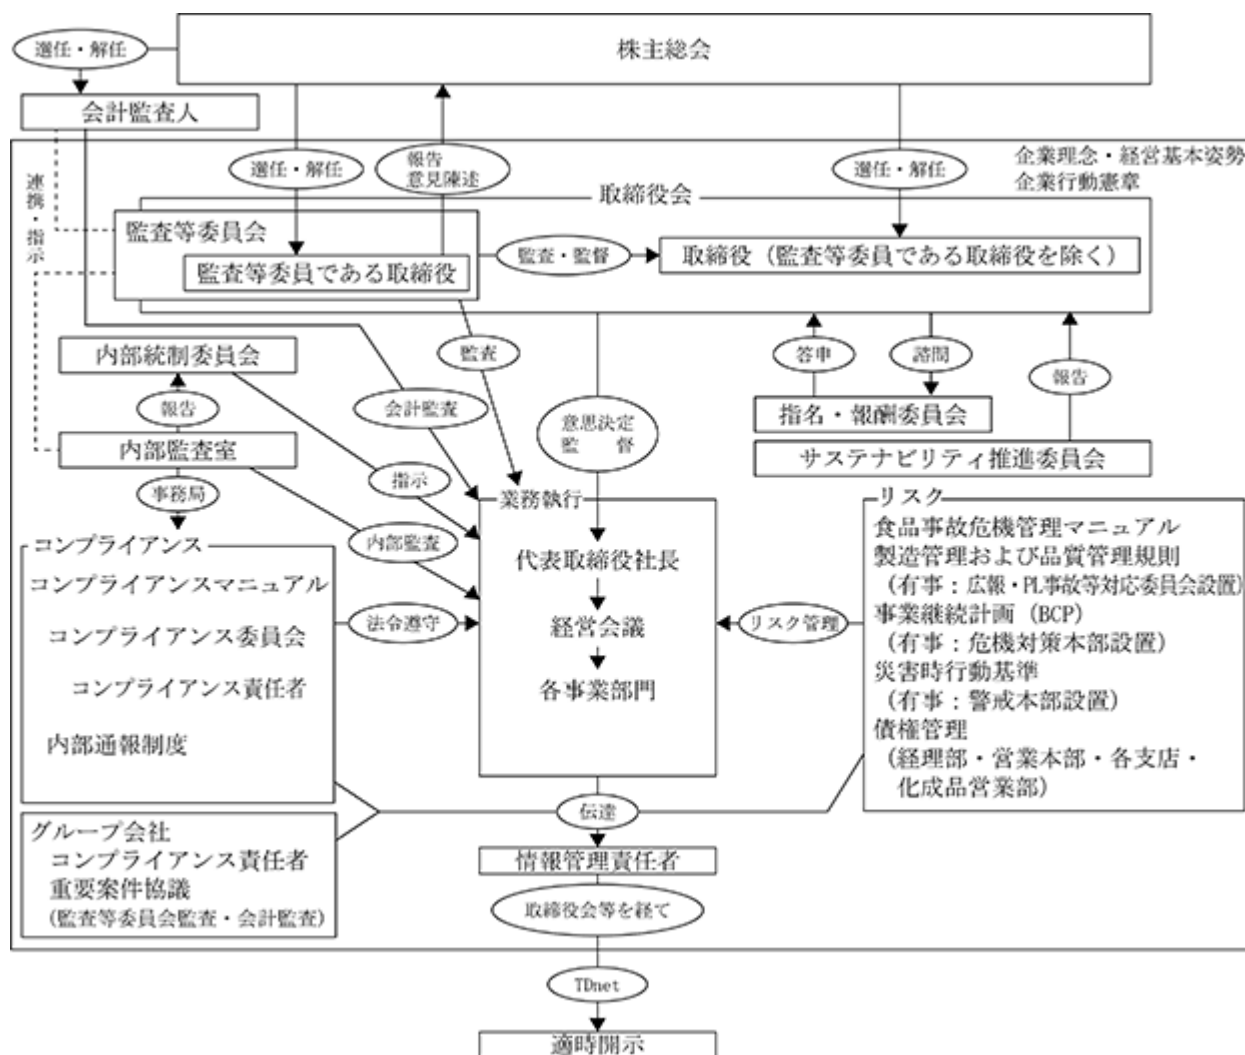 株主総会
選任・解任
会計監査人
選任・解任
報告
意見陳述
選任・解任
企業理念・経営基本姿勢
企業行動憲章
連携・指示
取締役会
監査等委員会
監査等委員である取締役
監査・監督
取締役（監査等委員である取締役を除く）
内部統制委員会
監査
答申
諮問
報告
報告
会計監査
意思決定
監　　督
指名・報酬委員会
内部監査室
サステナビリティ推進委員会
事務局
指示
内部監査
業務執行
代表取締役社長
経営会議
各事業部門
コンプライアンス
コンプライアンスマニュアル
コンプライアンス委員会
コンプライアンス責任者
内部通報制度
法令遵守
リスク管理
リスク
食品事故危機管理マニュアル
製造管理および品質管理規則
（有事：広報・PL事故等対応委員会設置）
事業継続計画（BCP）
（有事：危機対策本部設置）
災害時行動基準
（有事：警戒本部設置）
債権管理
（経理部・営業本部・各支店・
化成品営業部）
グループ会社
コンプライアンス責任者
重要案件協議
（監査等委員会監査・会計監査）
伝達
情報管理責任者
取締役会等を経て
TDnet
適時開示